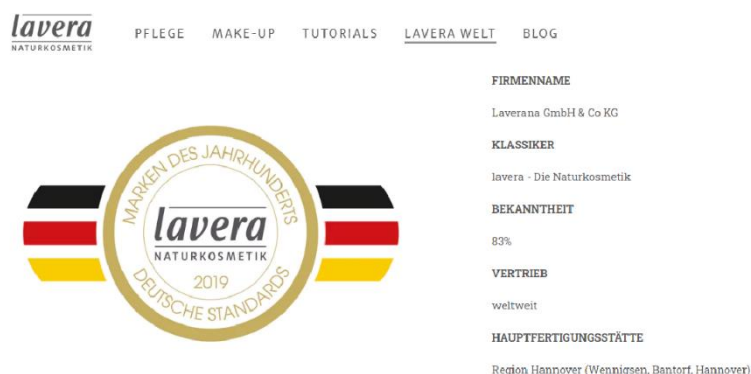 lavera
NATURKOSMETIK
PFLEGE MAKE-UP TUTORIALS LAVERA WELT BLOG
MARKEN DES JAHRHUNDERTS
lavera
NATURKOSMETIK
2019
DEUTSCHE STANDARDS
FIRMENNAME
Laverana GmbH & Co KG
KLASSIKER
lavera - Die Naturkosmetik
BEKANNTHEIT
83%
VERTRIEB
weltweit
HAUPTFERTIGUNGSSTÄTTE
Region Hannover (Wennigsen, Bantorf, Hannover)